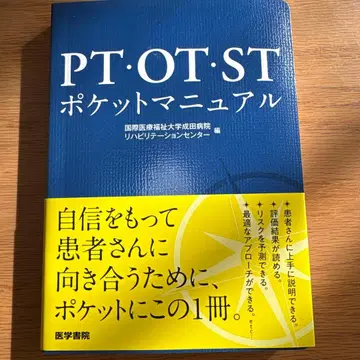 PT・OT・ST
ポケットマニュアル
国際医療福祉大学成田病院
リハビリテーションセンター 編
自信をもって
患者さんに
向き合うために、
ポケットにこの1冊。
患者さんに上手に説明できる。
評価結果が読める。
リスクを予測できる。
最適なアプローチができる。
医学書院